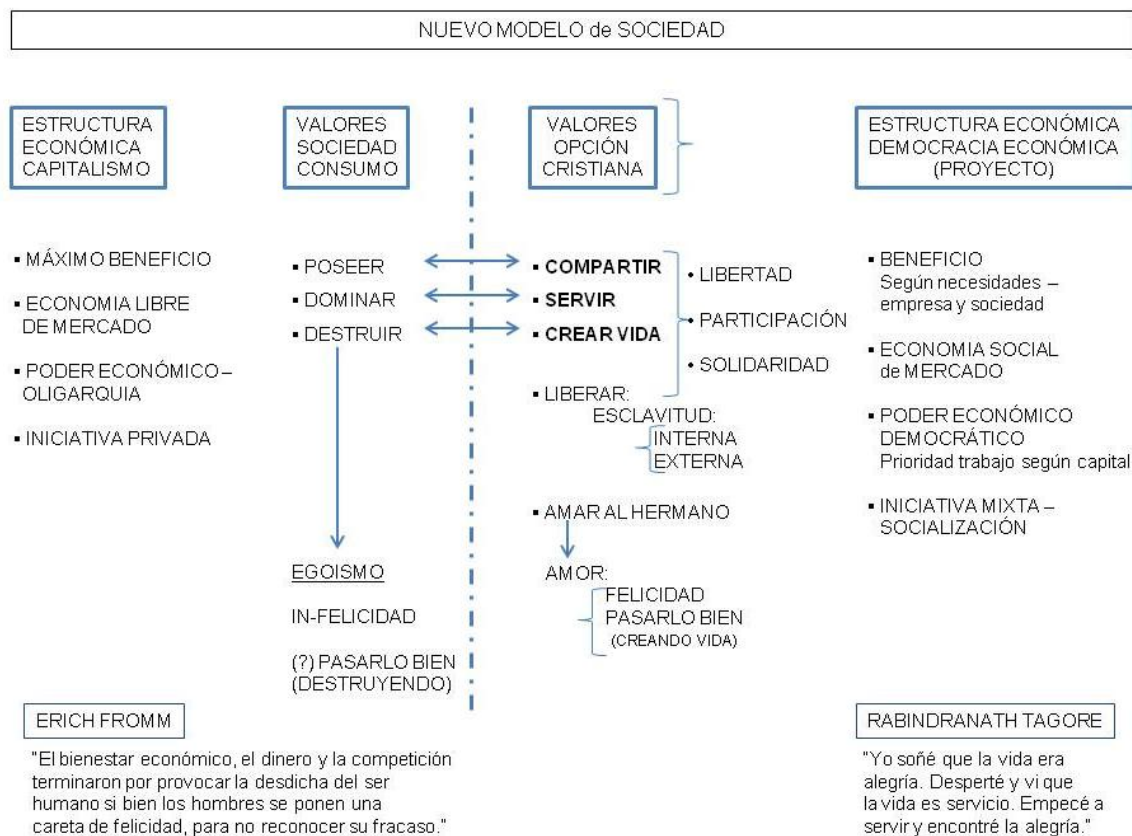 NUEVO MODELO de SOCIEDAD
ESTRUCTURA
ECONÓMICA
CAPITALISMO
▪ MÁXIMO BENEFICIO
▪ ECONOMIA LIBRE
DE MERCADO
▪ PODER ECONÓMICO –
OLIGARQUIA
▪ INICIATIVA PRIVADA
VALORES
SOCIEDAD
CONSUMO
▪ POSEER
▪ DOMINAR
▪ DESTRUIR
EGOISMO
IN-FELICIDAD
(?) PASARLO BIEN
(DESTRUYENDO)
VALORES
OPCIÓN
CRISTIANA
▪ COMPARTIR
▪ SERVIR
▪ CREAR VIDA
• LIBERTAD
• PARTICIPACIÓN
• SOLIDARIDAD
▪ LIBERAR:
ESCLAVITUD:
INTERNA
EXTERNA
▪ AMAR AL HERMANO
AMOR:
FELICIDAD
PASARLO BIEN
(CREANDO VIDA)
ESTRUCTURA ECONÓMICA
DEMOCRACIA ECONÓMICA
(PROYECTO)
▪ BENEFICIO
Según necesidades –
empresa y sociedad
▪ ECONOMIA SOCIAL
de MERCADO
▪ PODER ECONÓMICO
DEMOCRÁTICO
Prioridad trabajo según capital
▪ INICIATIVA MIXTA –
SOCIALIZACIÓN
ERICH FROMM
"El bienestar económico, el dinero y la competición
terminaron por provocar la desdicha del ser
humano si bien los hombres se ponen una
careta de felicidad, para no reconocer su fracaso."
RABINDRANATH TAGORE
"Yo soñé que la vida era
alegría. Desperté y vi que
la vida es servicio. Empecé a
servir y encontré la alegría."